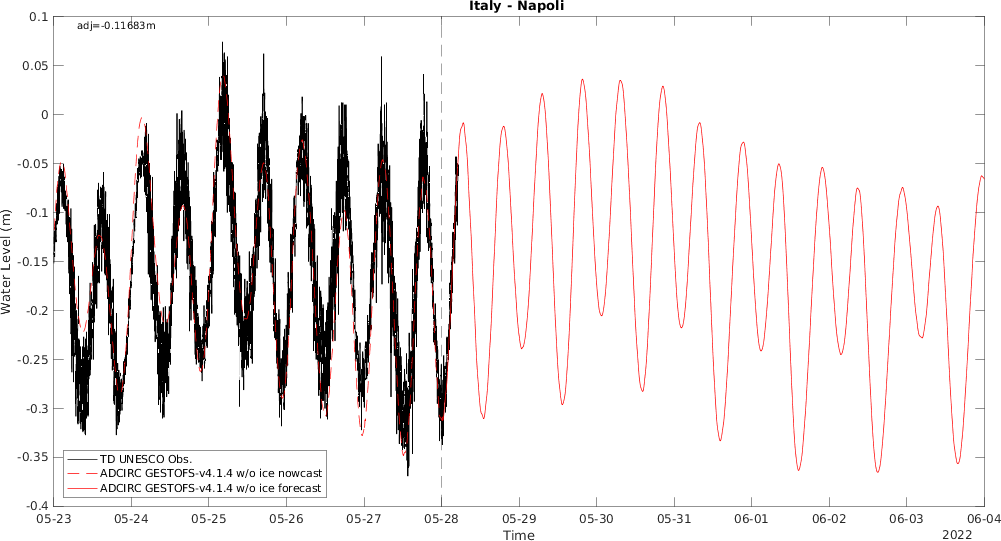 Italy - Napoli
adj=-0.11683m
0.1
0.05
0
-0.05
-0.1
-0.15
-0.2
-0.25
-0.3
-0.35
-0.4
Water Level (m)
TD UNESCO Obs.
ADCIRC GESTOFS-v4.1.4 w/o ice nowcast
ADCIRC GESTOFS-v4.1.4 w/o ice forecast
05-23 05-24 05-25 05-26 05-27 05-28 05-29 05-30 05-31 06-01 06-02 06-03 06-04
Time
2022